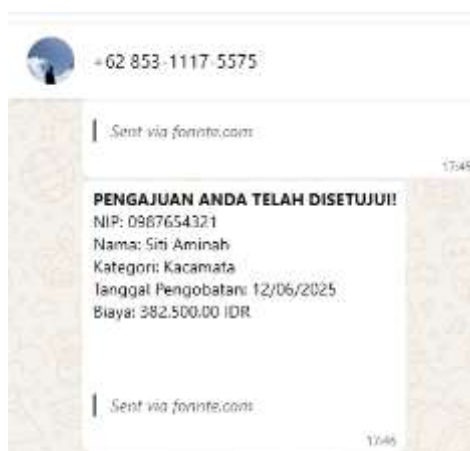 +62 853-1117-5575
Sent via fonnte.com
17:45
PENGAJUAN ANDA TELAH DISETUJUI!
NIP: 0987654321
Nama: Siti Aminah
Kategori: Kacamata
Tanggal Pengobatan: 12/06/2025
Biaya: 382.500.00 IDR
Sent via fonnte.com
17:46